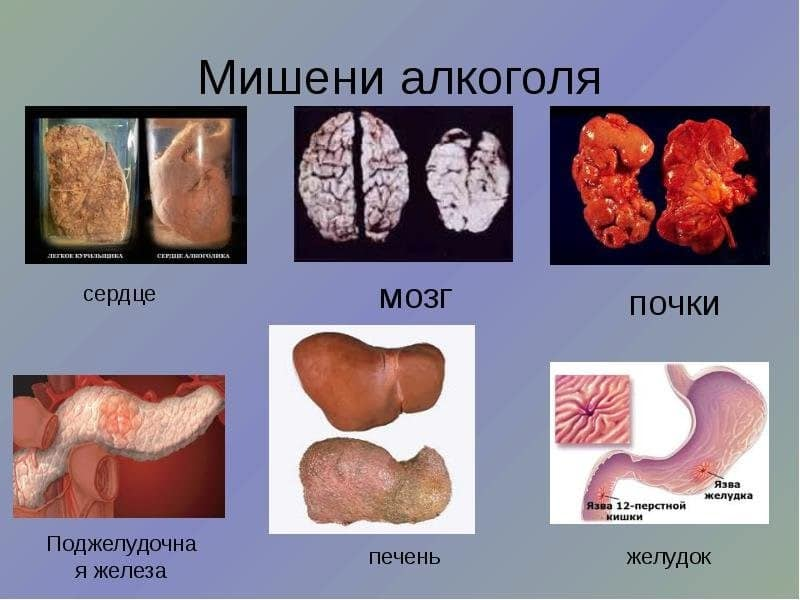 Мишени алкоголя
ЛЕГКОЕ КУРИЛЬЩИКА
СЕРДЦЕ АЛКОГОЛИКА
сердце
мозг
почки
Язва
желудка
Язва 12-перстной
кишки
Поджелудочна
я железа
печень
желудок